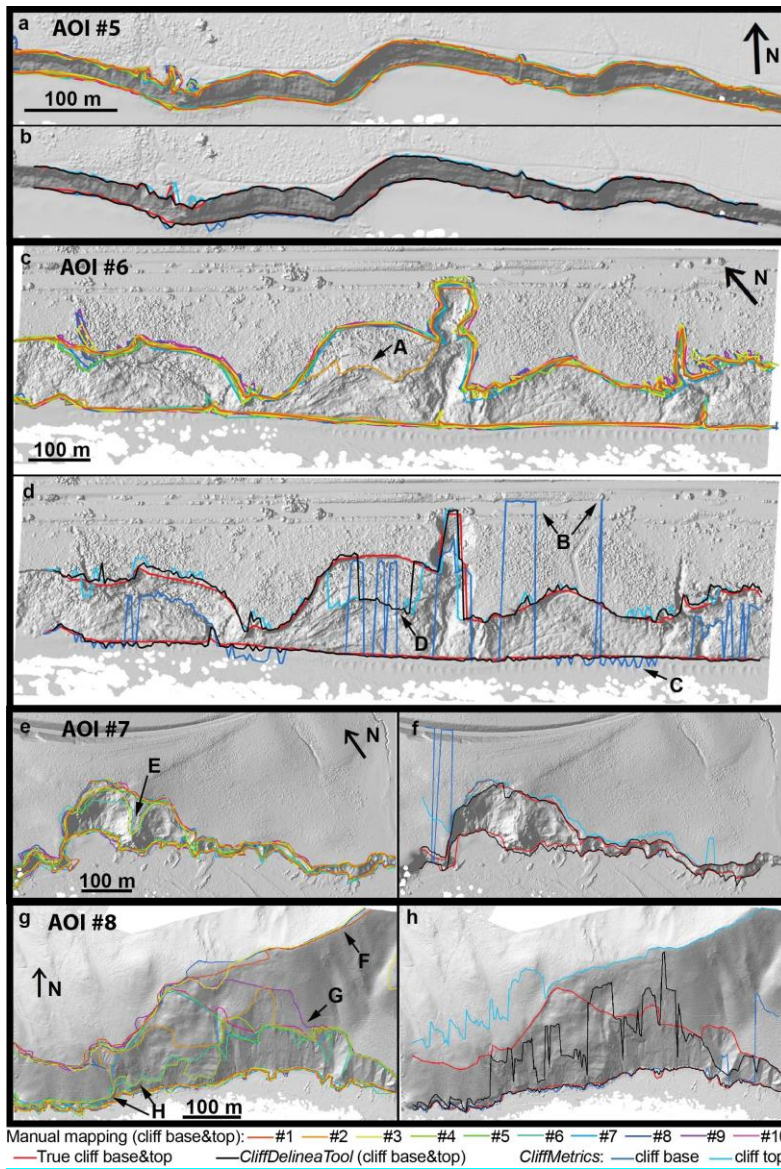 a AOI #5
N
100 m
b
c AOI #6
N
A
100 m
d
B
D
C
e AOI #7
N
E
100 m
f
g AOI #8
N
F
G
H
100 m
h
Manual mapping (cliff base&top): #1 #2 #3 #4 #5 #6 #7 #8 #9 #10
True cliff base&top CliffDelineaTool (cliff base&top) CliffMetrics: cliff base cliff top